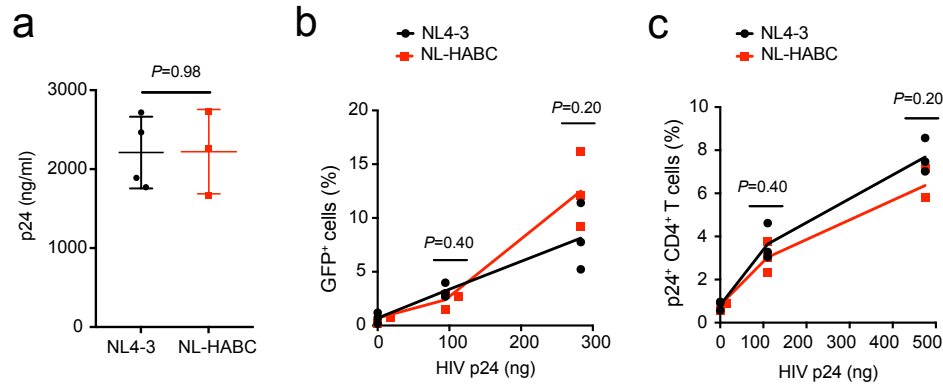 a
P=0.98
p24 (ng/ml)
3000
2000
1000
0
NL4-3
NL-HABC
b
NL4-3
NL-HABC
P=0.20
P=0.40
GFP⁺ cells (%)
20
15
10
5
0
0
100
200
300
HIV p24 (ng)
c
NL4-3
NL-HABC
P=0.20
P=0.40
p24⁺ CD4⁺ T cells (%)
10
8
6
4
2
0
0
100
200
300
400
500
HIV p24 (ng)